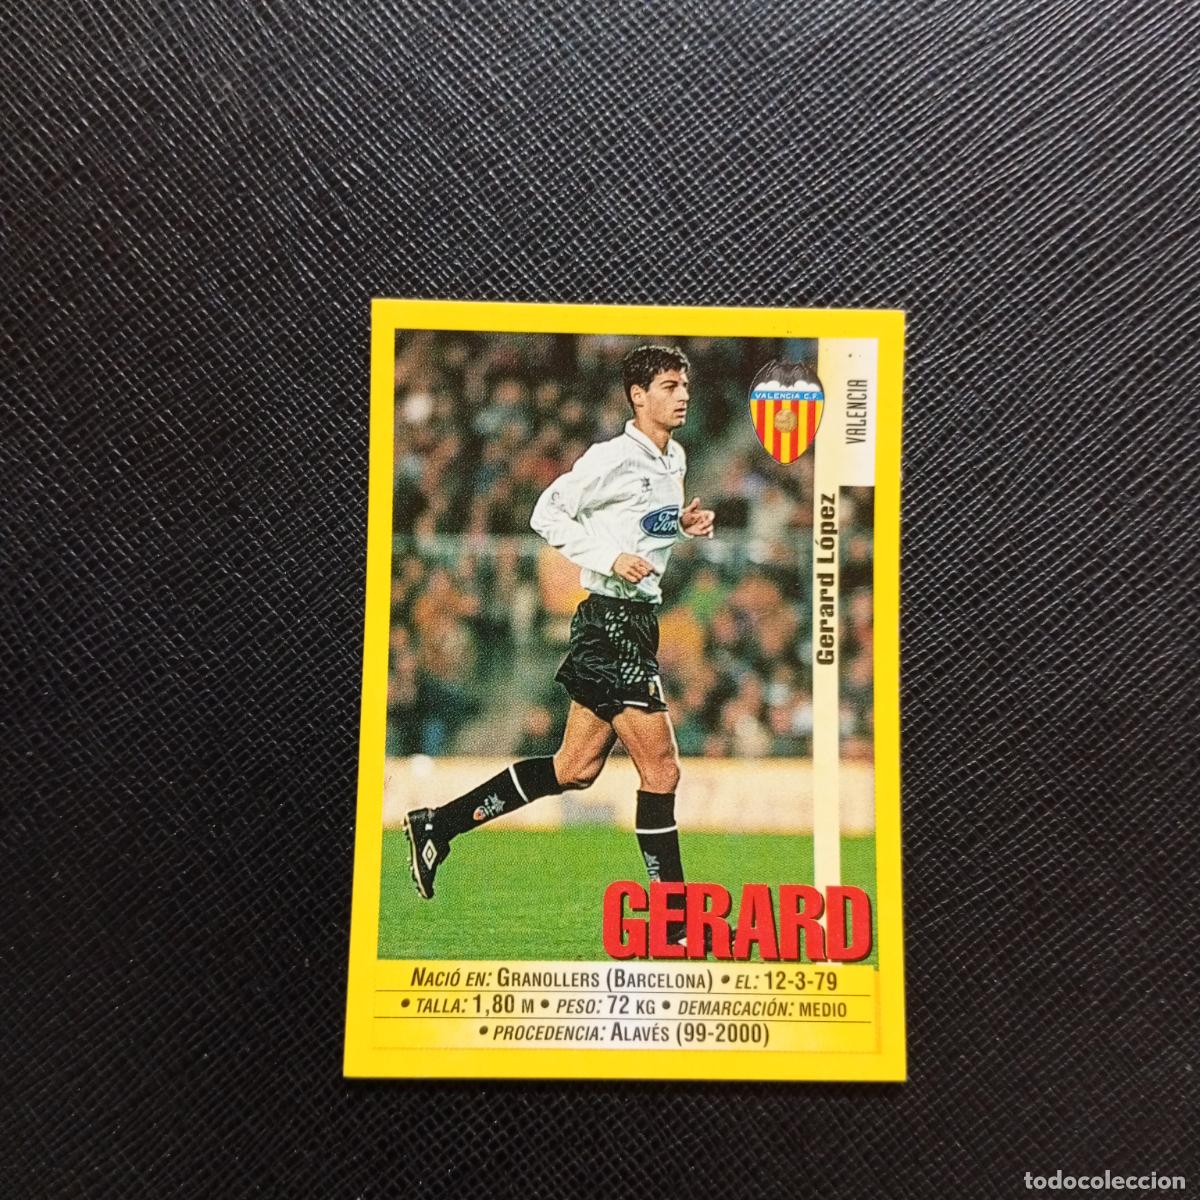 VALENCIA C.F.
VALENCIA
Gerard López
Ford
GERARD
NACIÓ EN: GRANOLLERS (BARCELONA) • EL: 12-3-79
• TALLA: 1,80 M • PESO: 72 KG • DEMARCACIÓN: MEDIO
• PROCEDENCIA: ALAVÉS (99-2000)
todocoleccion